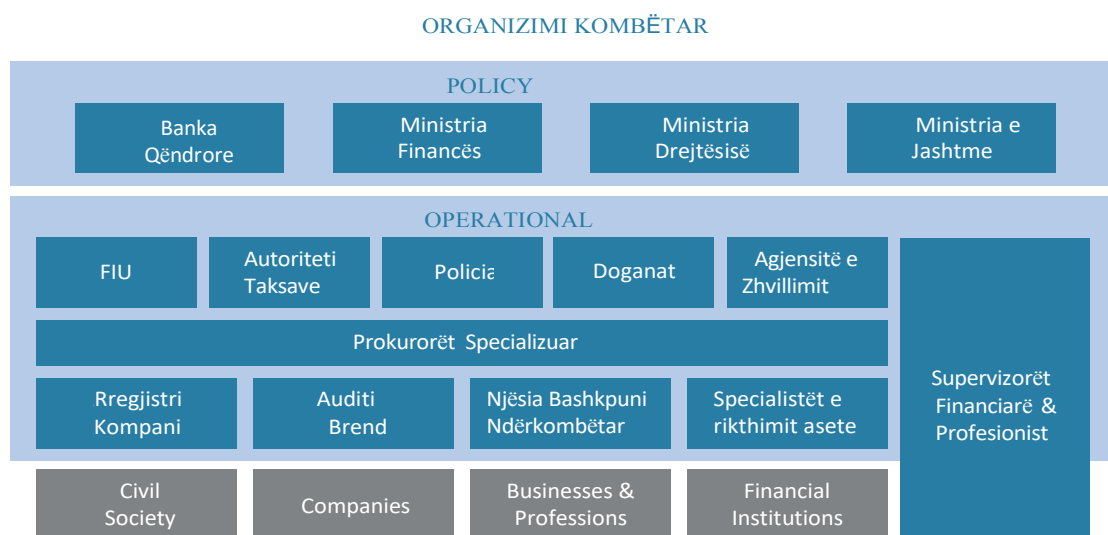 ORGANIZIMI KOMBËTAR
POLICY
Banka
Qëndrore
Ministria
Financës
Ministria
Drejtësisë
Ministria e
Jashtme
OPERATIONAL
FIU
Autoriteti
Taksave
Policia
Doganat
Agjensitë e
Zhvillimit
Prokurorët Specializuar
Rregjistri
Kompani
Auditi
Brend
Njësia Bashkpuni
Ndërkombëtar
Specialistët e
rikthimit asete
Supervizorët
Financiarë &
Profesionist
Civil
Society
Companies
Businesses &
Professions
Financial
Institutions